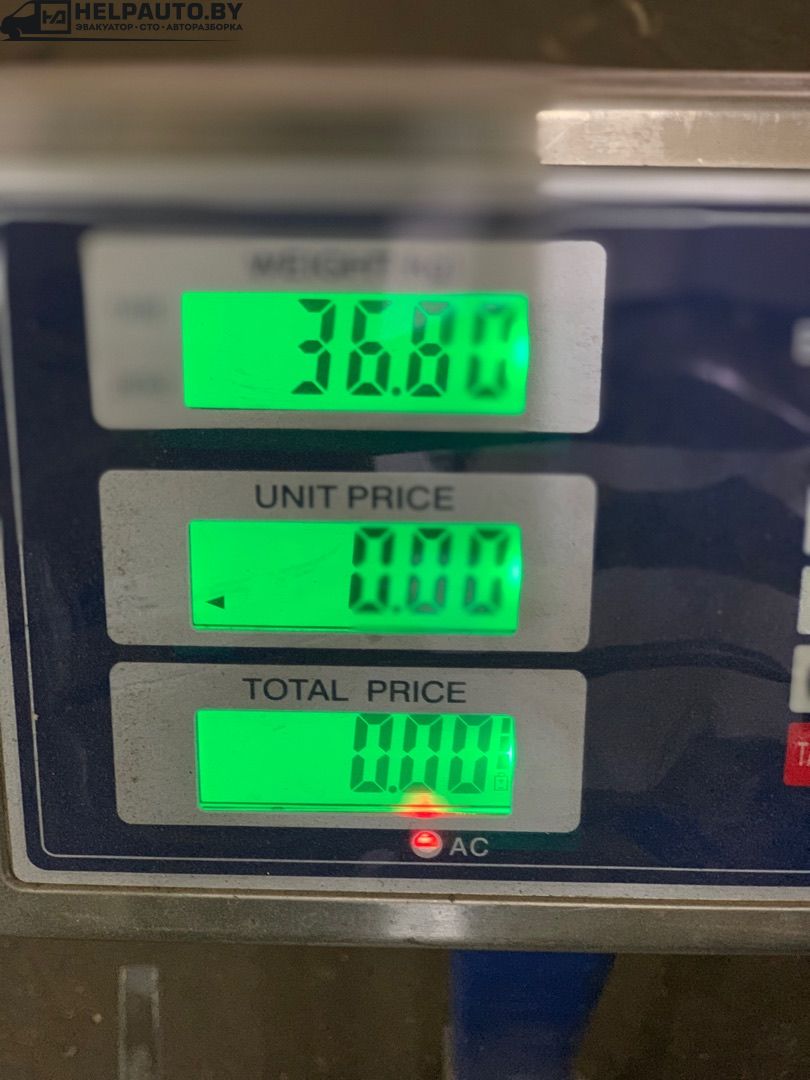 HELPAUTO.BY
ЭВАКУАТОР · СТО · АВТОРАЗБОРКА
WEIGHT kg
36.80
UNIT PRICE
0.00
TOTAL PRICE
0.00
AC